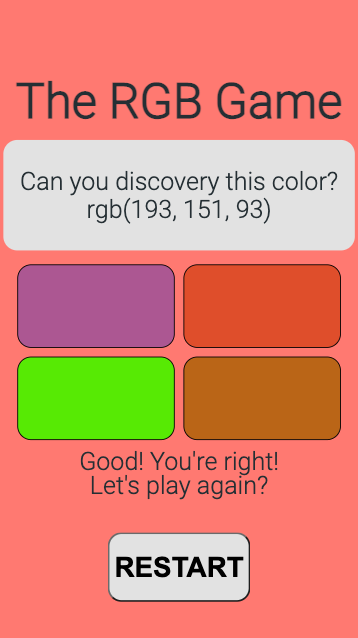 The RGB Game
Can you discovery this color?
rgb(193, 151, 93)
Good! You're right!
Let's play again?
RESTART